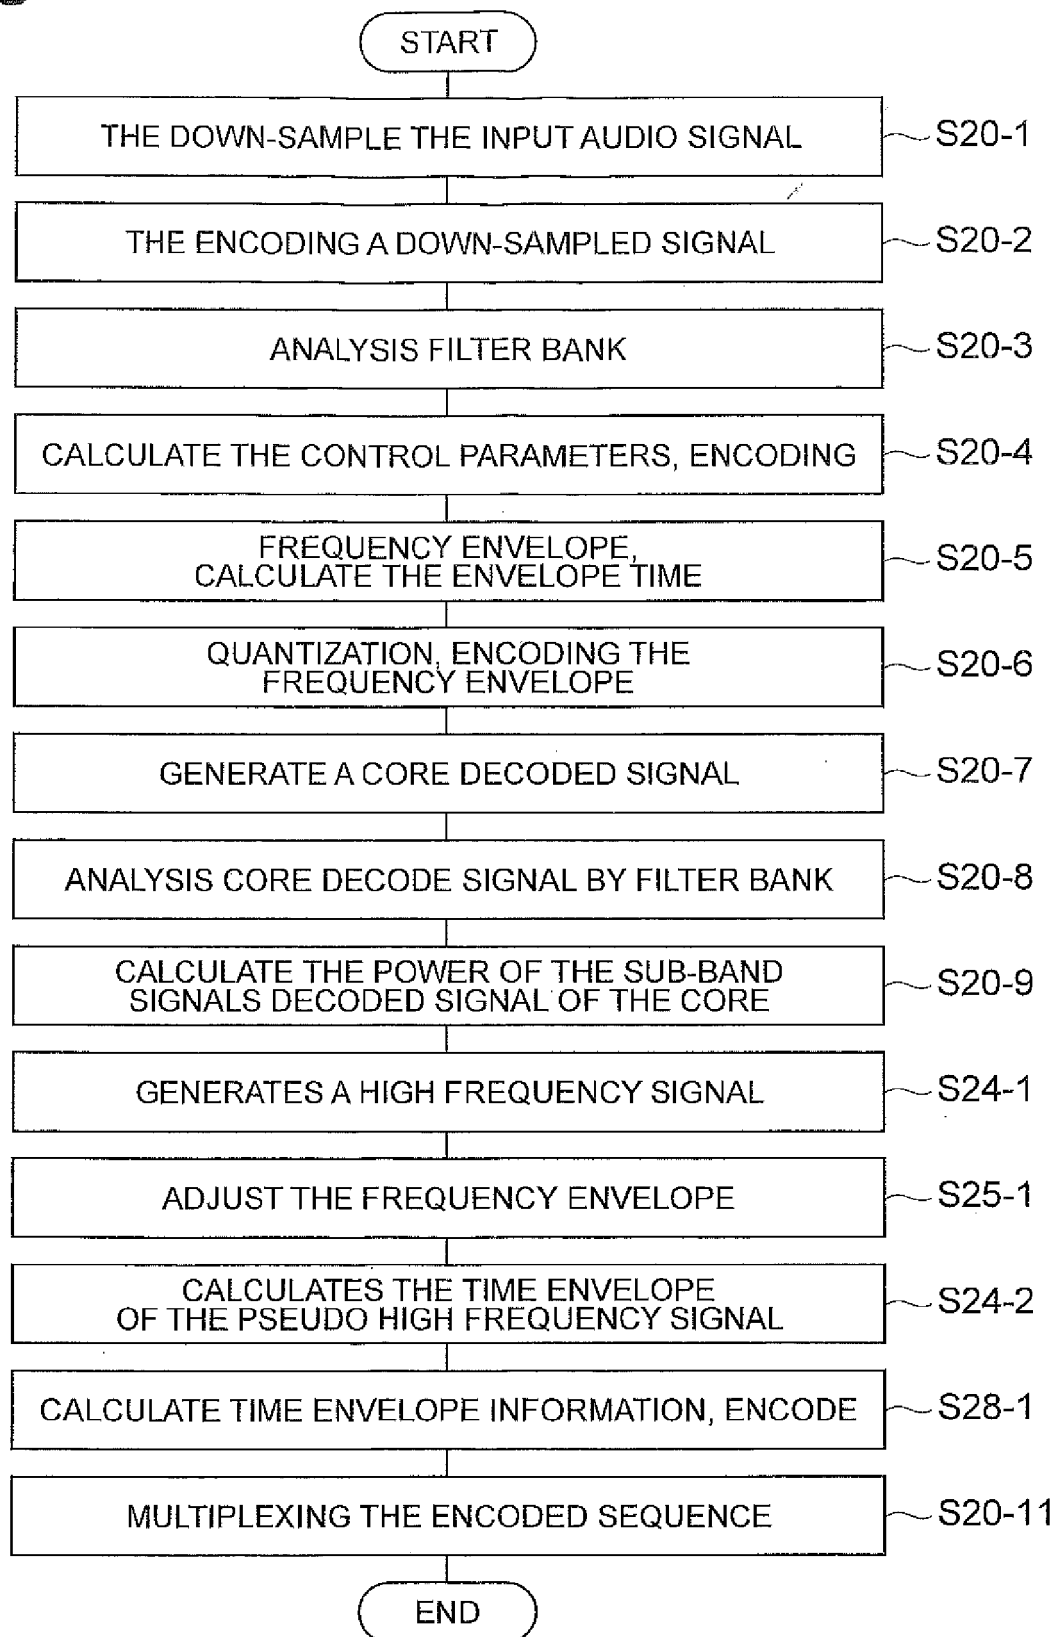 START
THE DOWN-SAMPLE THE INPUT AUDIO SIGNAL
S20-1
THE ENCODING A DOWN-SAMPLED SIGNAL
S20-2
ANALYSIS FILTER BANK
S20-3
CALCULATE THE CONTROL PARAMETERS, ENCODING
S20-4
FREQUENCY ENVELOPE,
CALCULATE THE ENVELOPE TIME
S20-5
QUANTIZATION, ENCODING THE
FREQUENCY ENVELOPE
S20-6
GENERATE A CORE DECODED SIGNAL
S20-7
ANALYSIS CORE DECODE SIGNAL BY FILTER BANK
S20-8
CALCULATE THE POWER OF THE SUB-BAND
SIGNALS DECODED SIGNAL OF THE CORE
S20-9
GENERATES A HIGH FREQUENCY SIGNAL
S24-1
ADJUST THE FREQUENCY ENVELOPE
S25-1
CALCULATES THE TIME ENVELOPE
OF THE PSEUDO HIGH FREQUENCY SIGNAL
S24-2
CALCULATE TIME ENVELOPE INFORMATION, ENCODE
S28-1
MULTIPLEXING THE ENCODED SEQUENCE
S20-11
END